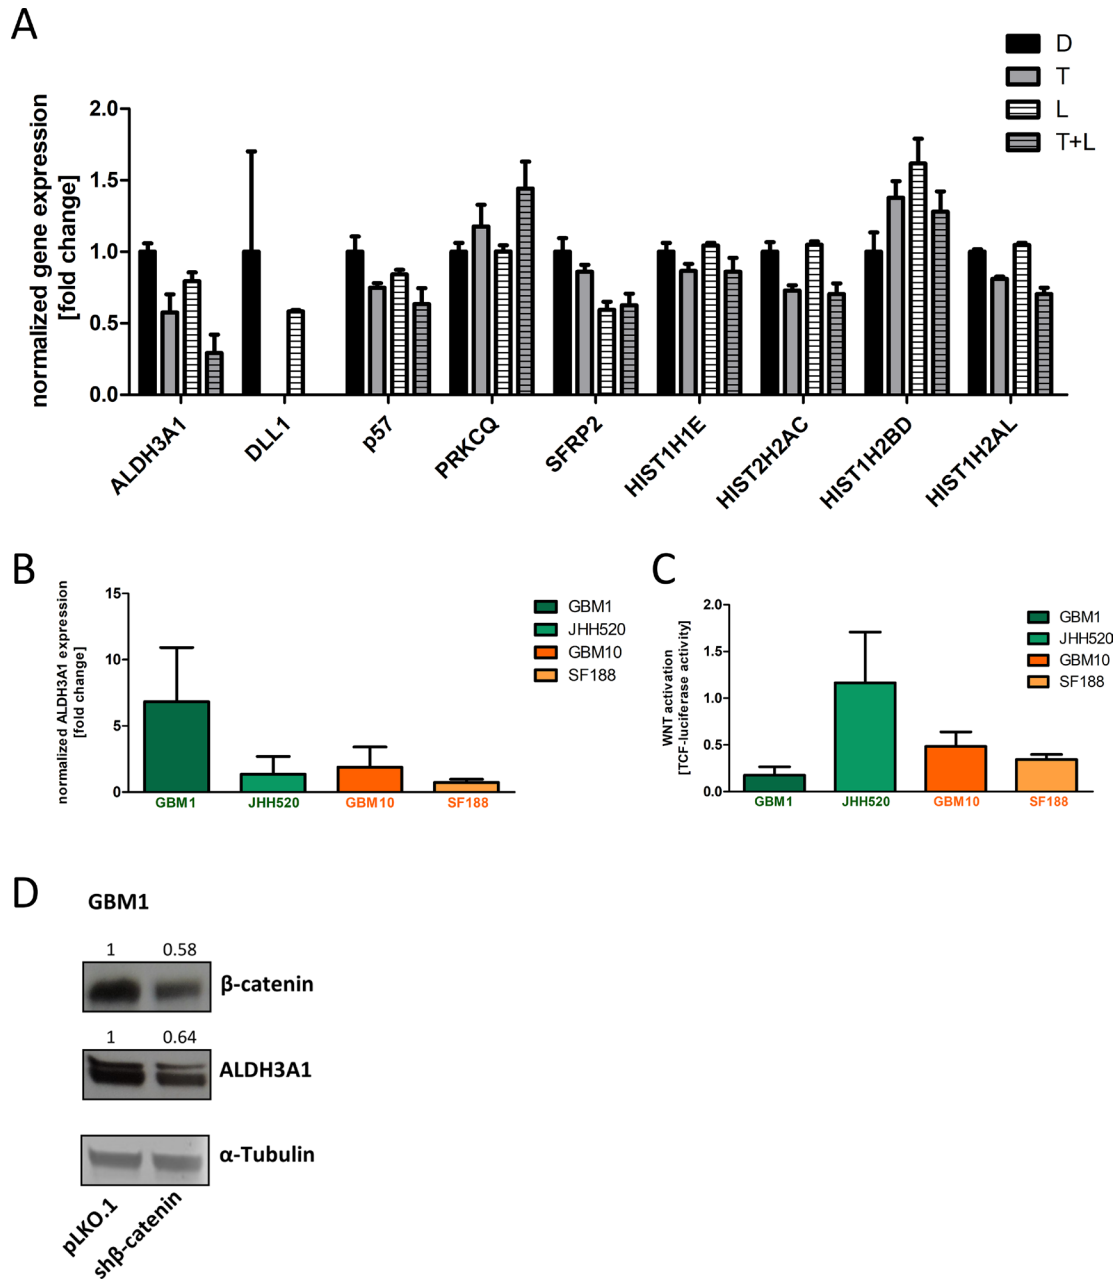 A
D
T
L
T+L
normalized gene expression
[fold change]
2.0
1.5
1.0
0.5
0.0
ALDH3A1
DLL1
p57
PRKCQ
SFRP2
HIST1H1E
HIST2H2AC
HIST1H2BD
HIST1H2AL
B
normalized ALDH3A1 expression
[fold change]
15
10
5
0
GBM1
JHH520
GBM10
SF188
GBM1
JHH520
GBM10
SF188
C
WNT activation
[TCF-luciferase activity]
2.0
1.5
1.0
0.5
0.0
GBM1
JHH520
GBM10
SF188
GBM1
JHH520
GBM10
SF188
D
GBM1
1 0.58
β-catenin
1 0.64
ALDH3A1
α-Tubulin
pLKO.1
shβ-catenin